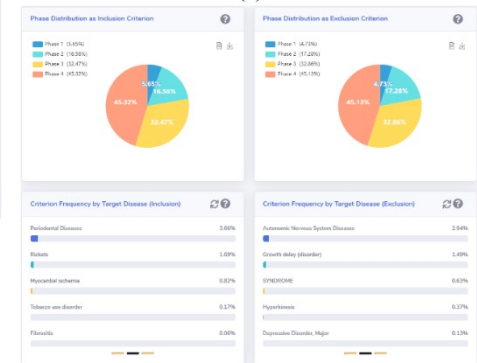 Phase Distribution as Inclusion Criterion
Phase 1 (5.65%)
Phase 2 (16.56%)
Phase 3 (32.47%)
Phase 4 (45.32%)
5.65%
16.56%
32.47%
45.32%
Phase Distribution as Exclusion Criterion
Phase 1 (4.73%)
Phase 2 (17.28%)
Phase 3 (32.86%)
Phase 4 (45.13%)
4.73%
17.28%
32.86%
45.13%
Criterion Frequency by Target Disease (Inclusion)
Periodontal Diseases 3.66%
Rickets 1.09%
Myocardial ischemia 0.82%
Tobacco use disorder 0.17%
Fibrositis 0.06%
Criterion Frequency by Target Disease (Exclusion)
Autonomic Nervous System Diseases 2.94%
Growth delay (disorder) 1.49%
SYNDROME 0.63%
Hyperkinesis 0.37%
Depressive Disorder, Major 0.13%